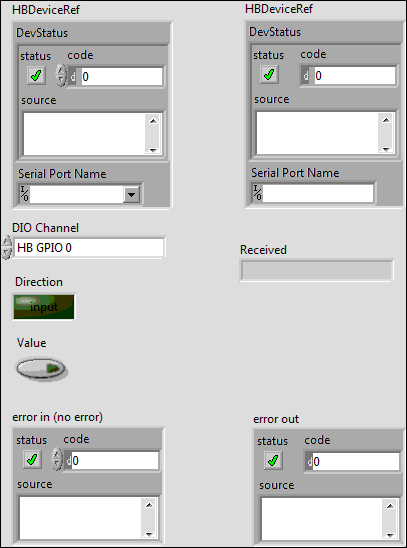 HBDeviceRef
DevStatus
status code
d 0
source
Serial Port Name
I/0
DIO Channel
HB GPIO 0
Direction
input
Value
error in (no error)
status code
d 0
source
HBDeviceRef
DevStatus
status code
d 0
source
Serial Port Name
I/0
Received
error out
status code
d 0
source